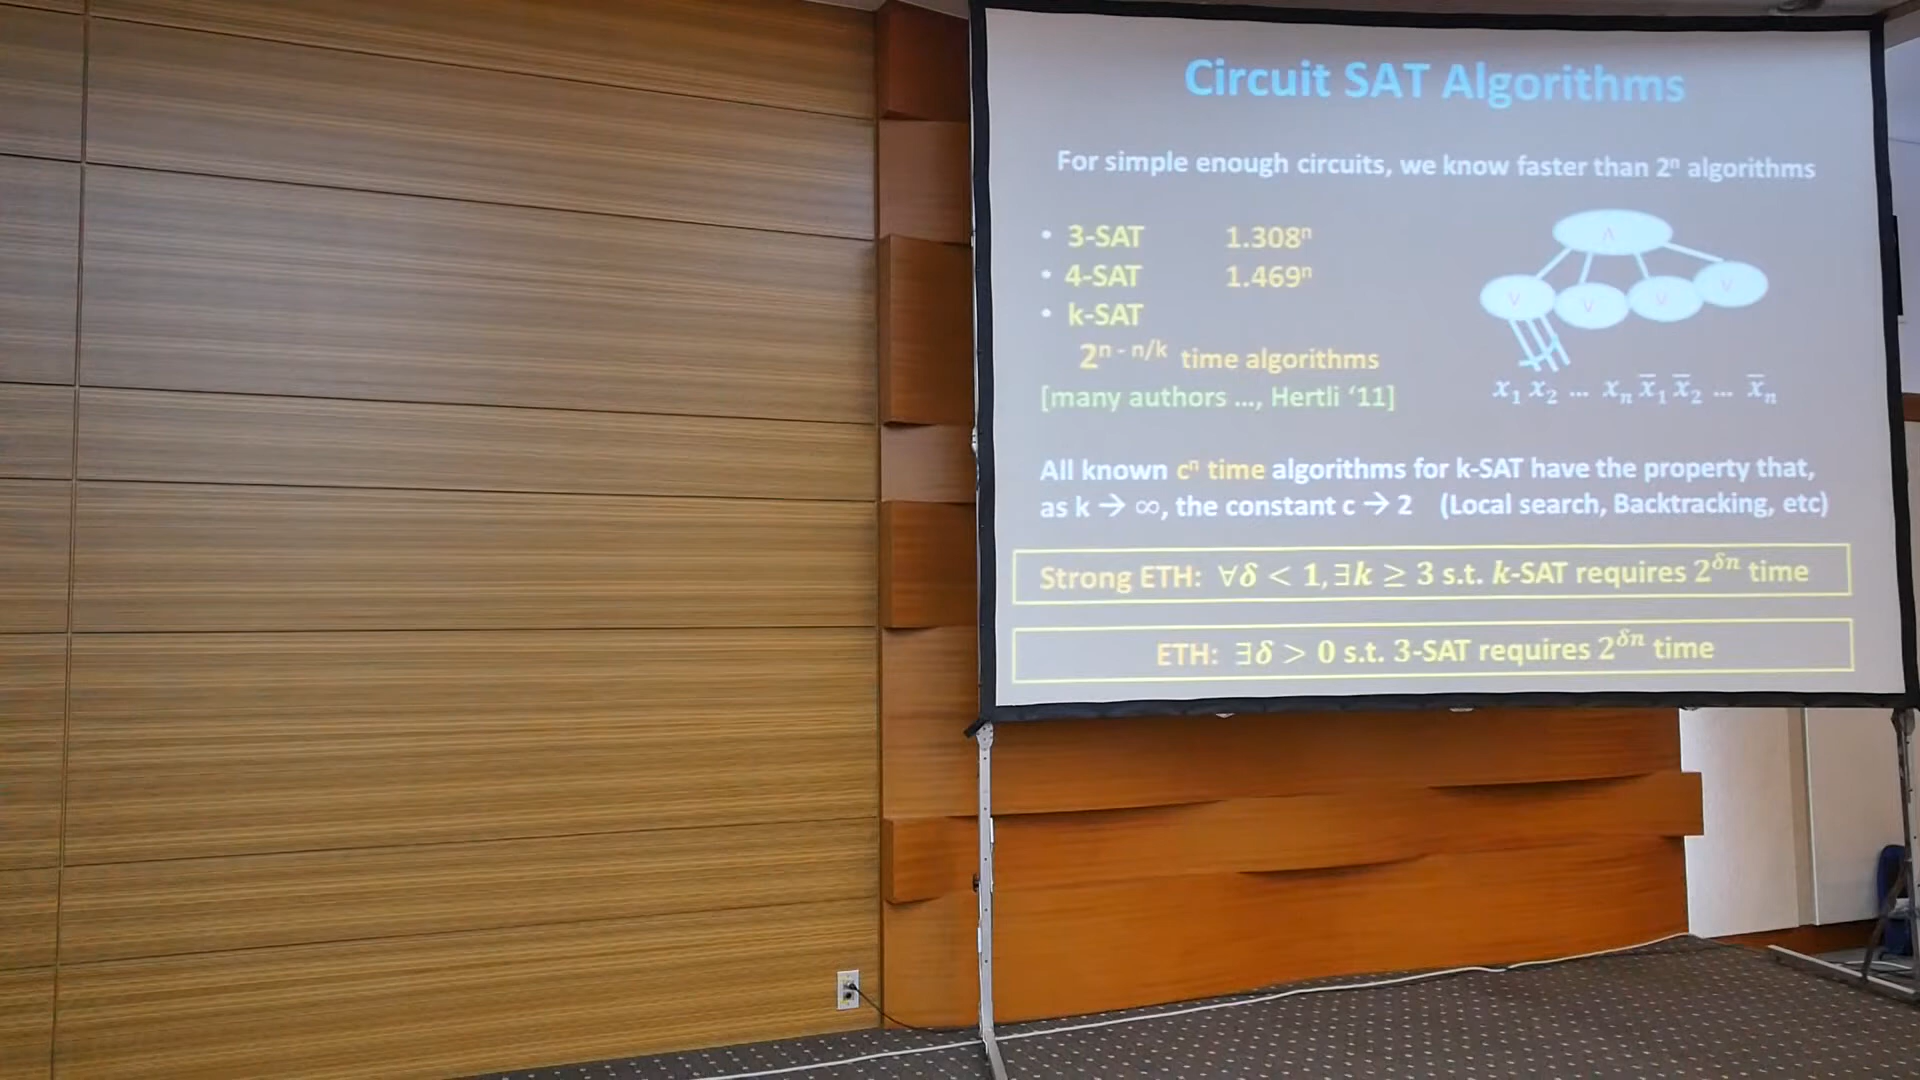 Circuit SAT Algorithms
For simple enough circuits, we know faster than 2ⁿ algorithms
• 3-SAT 1.308ⁿ
• 4-SAT 1.469ⁿ
• k-SAT
2ⁿ ⁻ ⁿ/ᵏ time algorithms
[many authors ..., Hertli ‘11]
∧
∨ ∨ ∨ ∨
x₁ x₂ ... xₙ x̅₁ x̅₂ ... x̅ₙ
All known cⁿ time algorithms for k-SAT have the property that,
as k → ∞, the constant c → 2 (Local search, Backtracking, etc)
Strong ETH: ∀δ < 1, ∃k ≥ 3 s.t. k-SAT requires 2^δn time
ETH: ∃δ > 0 s.t. 3-SAT requires 2^δn time